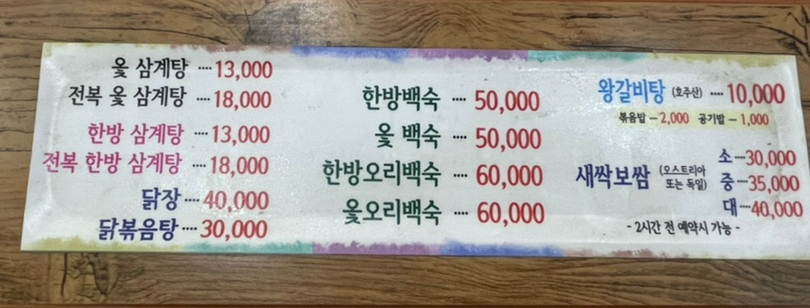 옻 삼계탕 ···· 13,000
전복 옻 삼계탕 ···· 18,000
한방 삼계탕 ···· 13,000
전복 한방 삼계탕 ···· 18,000
닭장 ···· 40,000
닭볶음탕 ···· 30,000
한방백숙 ···· 50,000
옻 백숙 ···· 50,000
한방오리백숙 ···· 60,000
옻오리백숙 ···· 60,000
왕갈비탕 (호주산) ···· 10,000
볶음밥 - 2,000 공기밥 - 1,000
새싹보쌈 (오스트리아 또는 독일)
소 ···· 30,000
중 ···· 35,000
대 ···· 40,000
- 2시간 전 예약시 가능 -